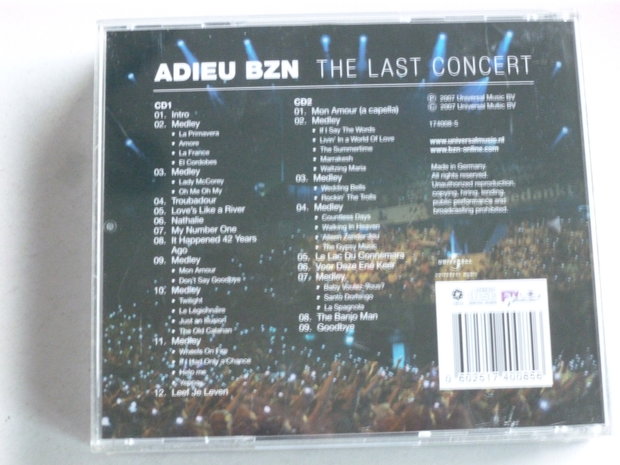 ADIEU BZN THE LAST CONCERT
CD1
01. Intro
02. Medley
La Primavera
Amore
La France
El Cordobes
03. Medley
Lady McCorey
Oh Me Oh My
04. Troubadour
05. Love's Like a River
06. Nathalie
07. My Number One
08. It Happened 42 Years
Ago
09. Medley
Mon Amour
Don't Say Goodbye
10. Medley
Twilight
Le Légionnaire
Just an Illusion
The Old Calahan
11. Medley
Wheels On Fire
If I Had Only a Chance
Help me
Yeppa
12. Leef Je Leven
CD2
01. Mon Amour (a capella)
02. Medley
If I Say The Words
Livin' in a World Of Love
The Summertime
Marrakesh
Waltzing Maria
03. Medley
Wedding Bells
Rockin' The Trolls
04. Medley
Countless Days
Walking In Heaven
Alleen Zonder Jou
The Gypsy Music
05. Le Lac Du Connemara
06. Voor Deze Ene Keer
07. Medley
Baby Voulez-Vous?
Santo Domingo
La Spagnola
08. The Banjo Man
09. Goodbye
℗ 2007 Universal Music BV
© 2007 Universal Music BV
174008-5
www.universalmusic.nl
www.bzn-online.com
Made in Germany.
All rights reserved.
Unauthorized reproduction,
copying, hiring, lending,
public performance and
broadcasting prohibited.